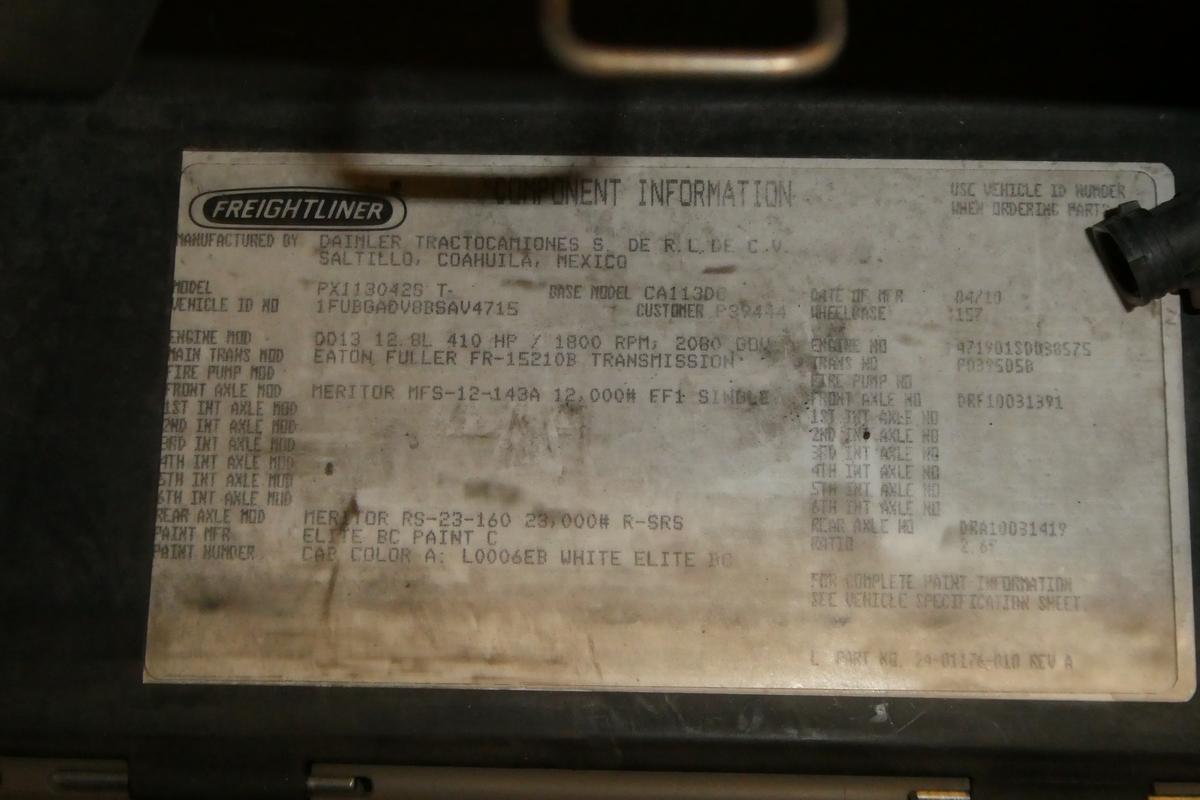 FREIGHTLINER
COMPONENT INFORMATION
USE VEHICLE ID NUMBER
WHEN ORDERING PARTS
MANUFACTURED BY DAIMLER TRACTOCAMIONES S. DE R.L. DE C.V.
SALTILLO, COAHUILA, MEXICO
MODEL PX113042S T-
BASE MODEL CA113DC
DATE OF MFR 04/10
VEHICLE ID NO 1FUBGADV8BSAV4715
CUSTOMER P39444
WHEELBASE 157
ENGINE MOD DD13 12.8L 410 HP / 1800 RPM, 2080 GOV
ENGINE NO
MAIN TRANS MOD EATON FULLER FR-15210B TRANSMISSION
TRANS NO
FIRE PUMP MOD
FIRE PUMP NO
FRONT AXLE MOD MERITOR MFS-12-143A 12,000# FF1 SINGLE
FRONT AXLE NO DRF10031391
1ST INT AXLE MOD
1ST INT AXLE NO
2ND INT AXLE MOD
2ND INT AXLE NO
3RD INT AXLE MOD
3RD INT AXLE NO
4TH INT AXLE MOD
4TH INT AXLE NO
5TH INT AXLE MOD
5TH INT AXLE NO
6TH INT AXLE MOD
6TH INT AXLE NO
REAR AXLE MOD MERITOR RS-23-160 23,000# R-SRS
REAR AXLE NO DRA10031419
PAINT MFR ELITE BC PAINT C
RATIO
PAINT NUMBER CAB COLOR A: L0006EB WHITE ELITE BC
FOR COMPLETE PAINT INFORMATION
SEE VEHICLE SPECIFICATION SHEET.
PART NO. 24-01176-010 REV A